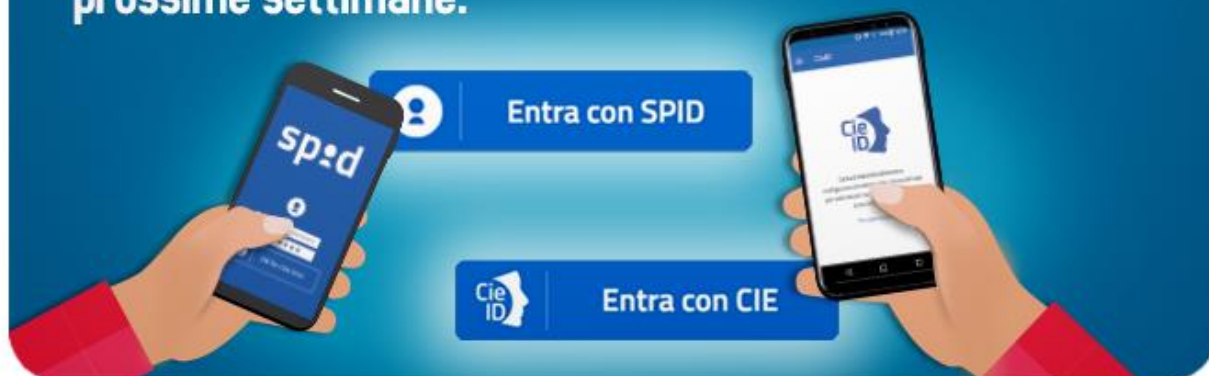 prossime settimane.
Entra con SPID
spid
Cie
ID
Cie
ID
Entra con CIE